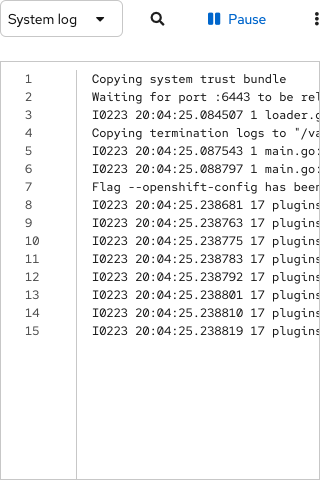 System log
Pause
1 Copying system trust bundle
2 Waiting for port :6443 to be rel
3 I0223 20:04:25.084507 1 loader.g
4 Copying termination logs to "/va
5 I0223 20:04:25.087543 1 main.go:
6 I0223 20:04:25.088797 1 main.go:
7 Flag --openshift-config has been
8 I0223 20:04:25.238681 17 plugins
9 I0223 20:04:25.238763 17 plugins
10 I0223 20:04:25.238775 17 plugins
11 I0223 20:04:25.238783 17 plugins
12 I0223 20:04:25.238792 17 plugins
13 I0223 20:04:25.238801 17 plugins
14 I0223 20:04:25.238810 17 plugins
15 I0223 20:04:25.238819 17 plugins